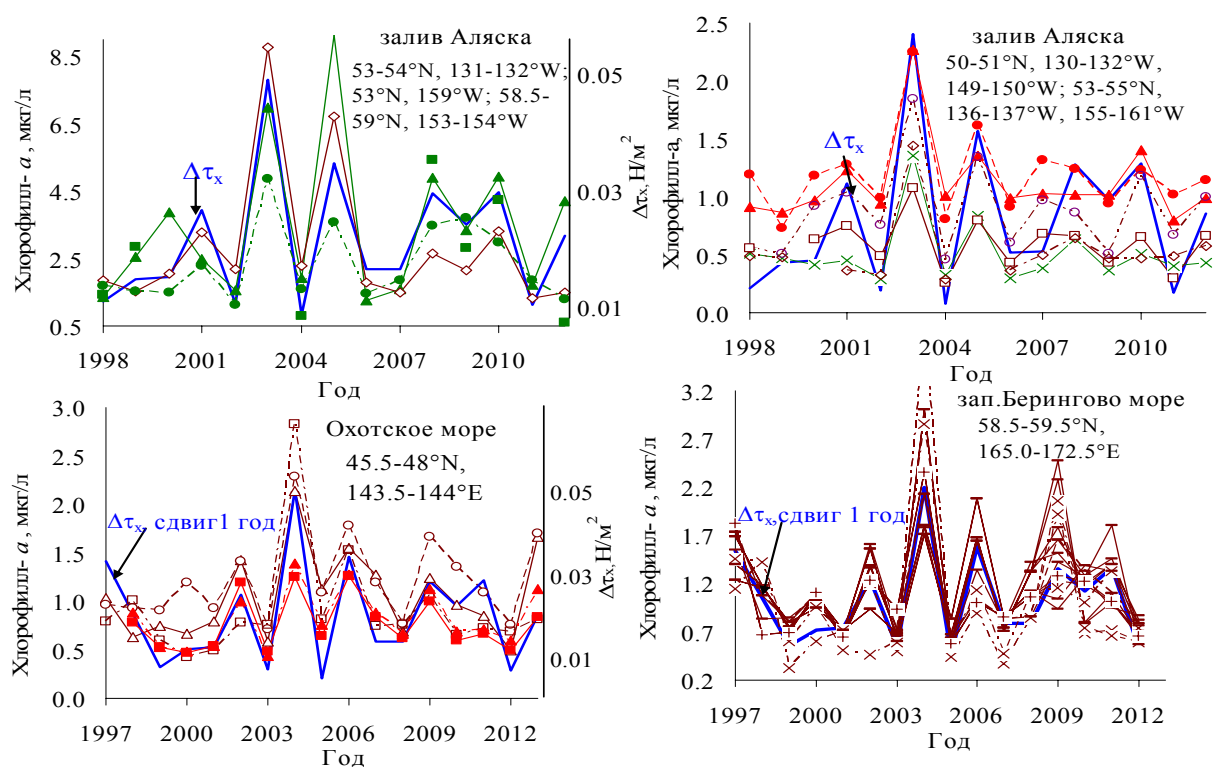 залив Аляска
53-54°N, 131-132°W;
53°N, 159°W; 58.5-
59°N, 153-154°W
Δτx
Хлорофилл- а, мкг/л
8.5
6.5
4.5
2.5
0.5
0.05
0.03
0.01
Δτx, Н/м2
1998
2001
2004
2007
2010
Год
залив Аляска
50-51°N, 130-132°W,
149-150°W; 53-55°N,
136-137°W, 155-161°W
Δτx
Хлорофилл-а, мкг/л
2.5
2.0
1.5
1.0
0.5
0.0
1998
2001
2004
2007
2010
Год
Охотское море
45.5-48°N,
143.5-144°E
Δτx, сдвиг1 год
Хлорофилл- а, мкг/л
3.0
2.5
2.0
1.5
1.0
0.5
0.0
0.05
0.03
0.01
Δτx, Н/м2
1997
2000
2003
2006
2009
2012
Год
зап.Берингово море
58.5-59.5°N,
165.0-172.5°E
Δτx,сдвиг 1 год
Хлорофилл- а, мкг/л
3.2
2.7
2.2
1.7
1.2
0.7
0.2
1997
2000
2003
2006
2009
2012
Год